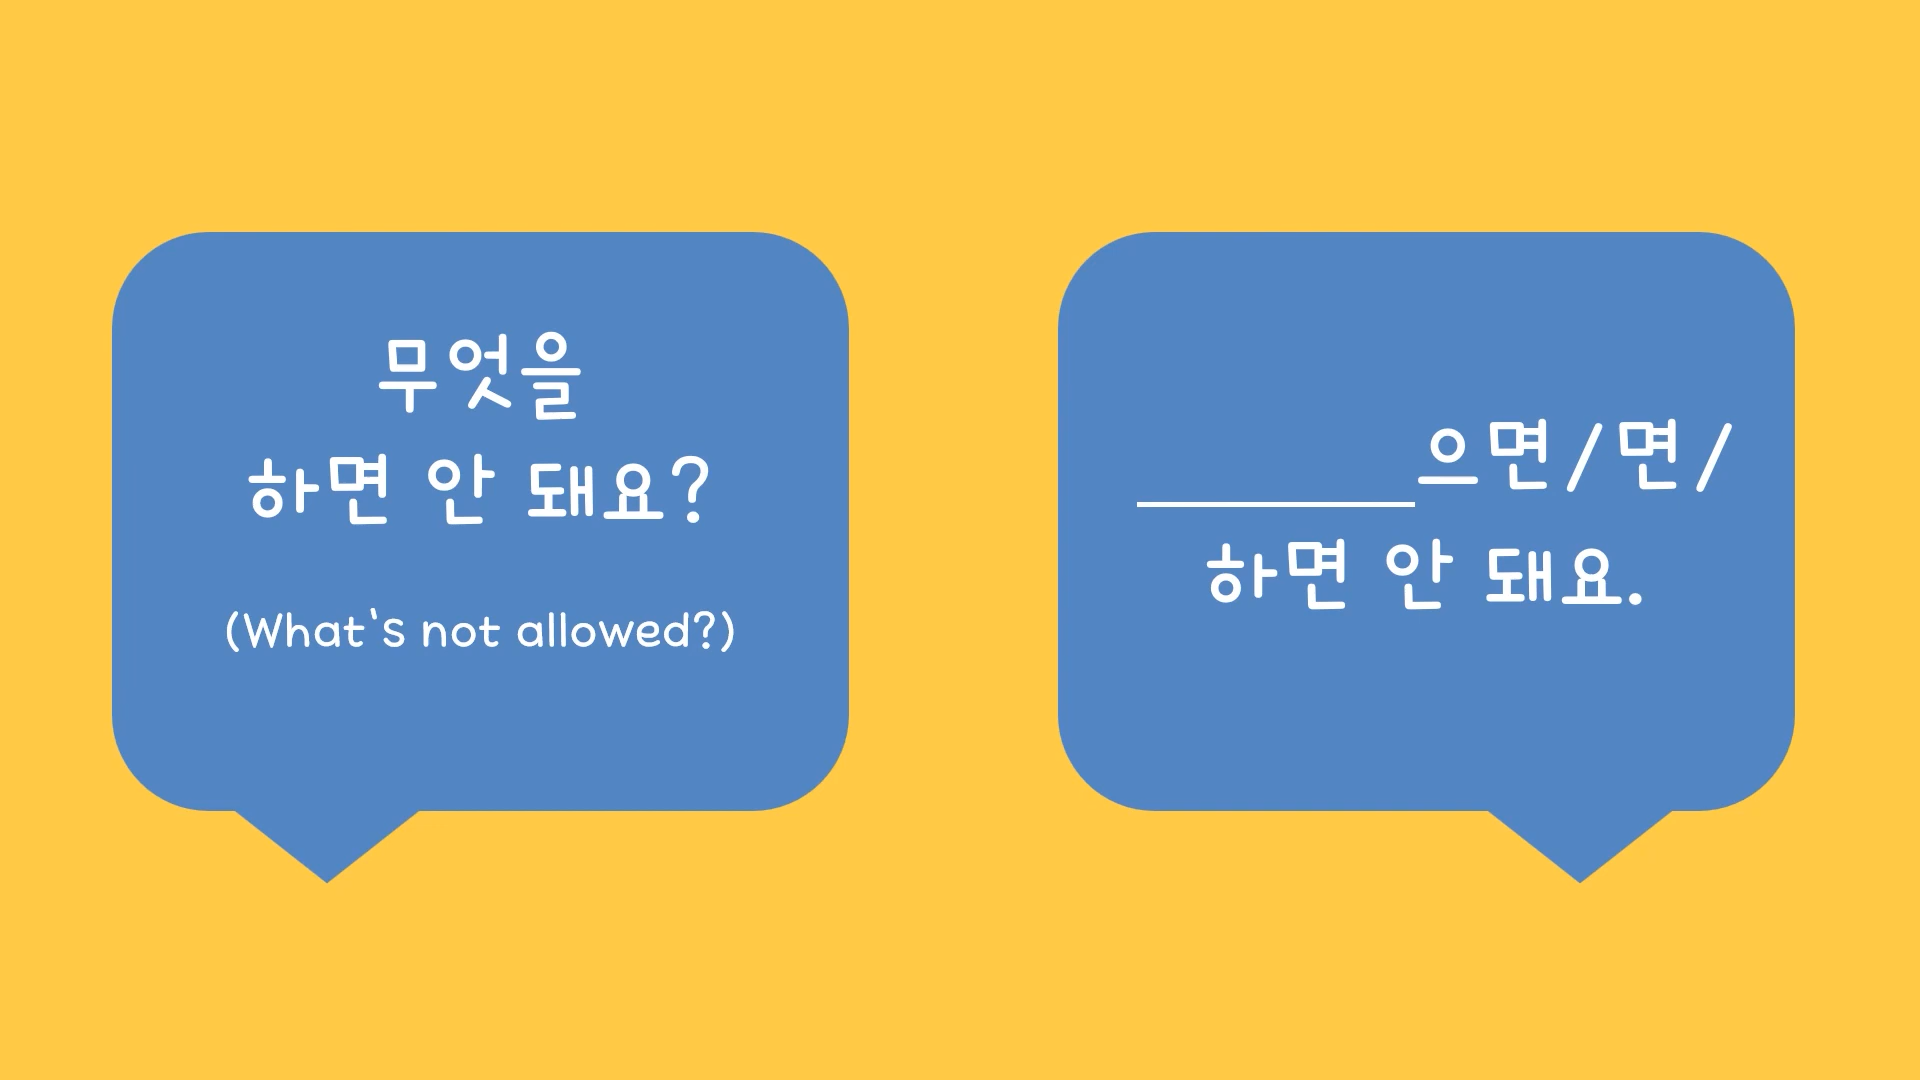 무엇을
하면 안 돼요?
(What's not allowed?)
________으면/면/
하면 안 돼요.